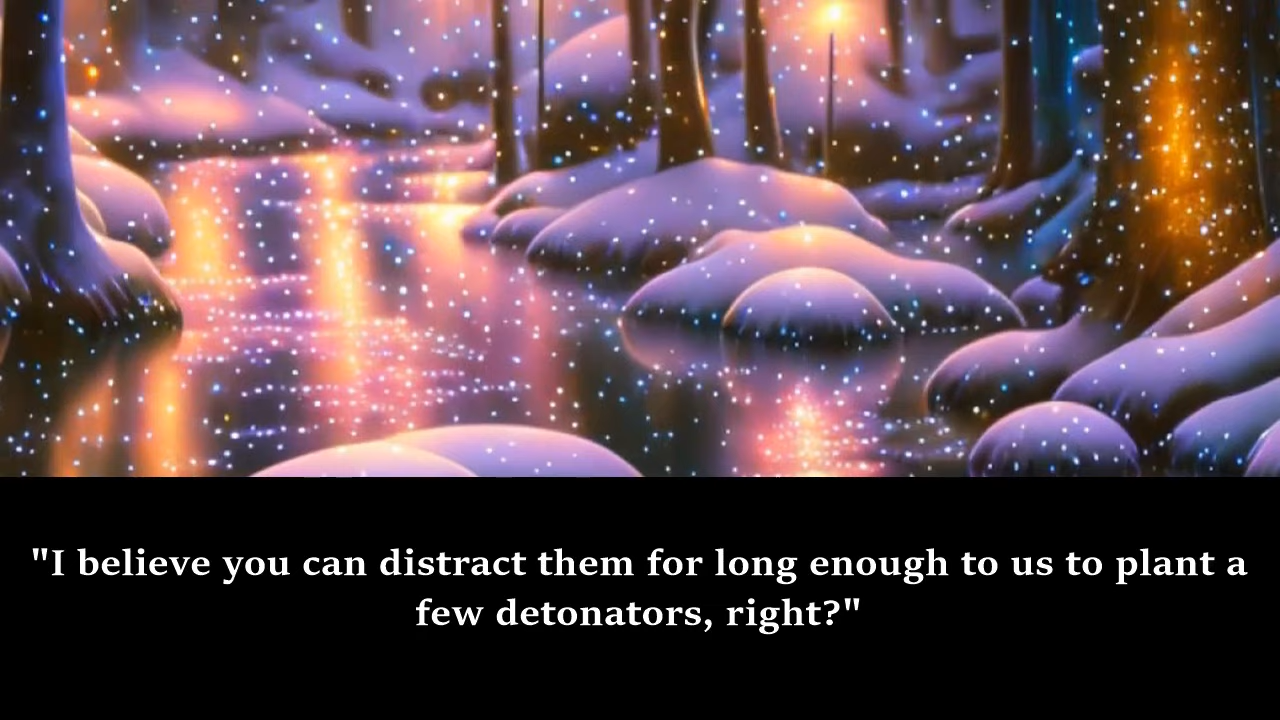 "I believe you can distract them for long enough to us to plant a
few detonators, right?"